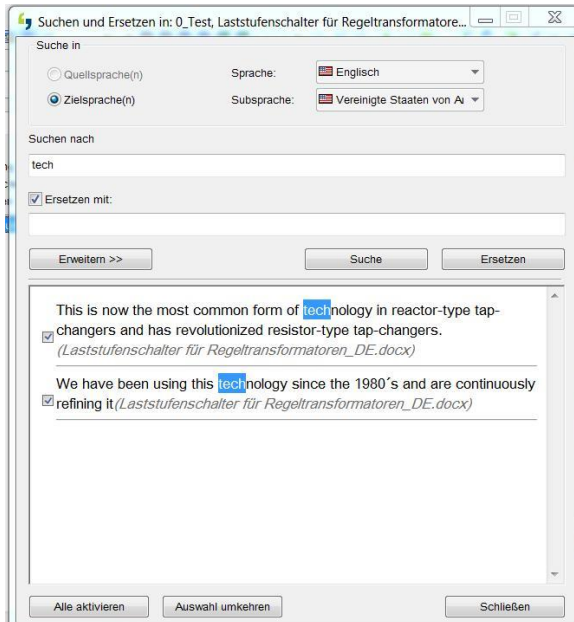 Suchen und Ersetzen in: 0_Test, Laststufenschalter für Regeltransformatore...
Suche in
Quellsprache(n)
Sprache:
Englisch
Zielsprache(n)
Subsprache:
Vereinigte Staaten von Aı
Suchen nach
tech
Ersetzen mit:
Erweitern >>
Suche
Ersetzen
This is now the most common form of technology in reactor-type tap-
changers and has revolutionized resistor-type tap-changers.
(Laststufenschalter für Regeltransformatoren_DE.docx)
We have been using this technology since the 1980´s and are continuously
refining it(Laststufenschalter für Regeltransformatoren_DE.docx)
Alle aktivieren
Auswahl umkehren
Schließen